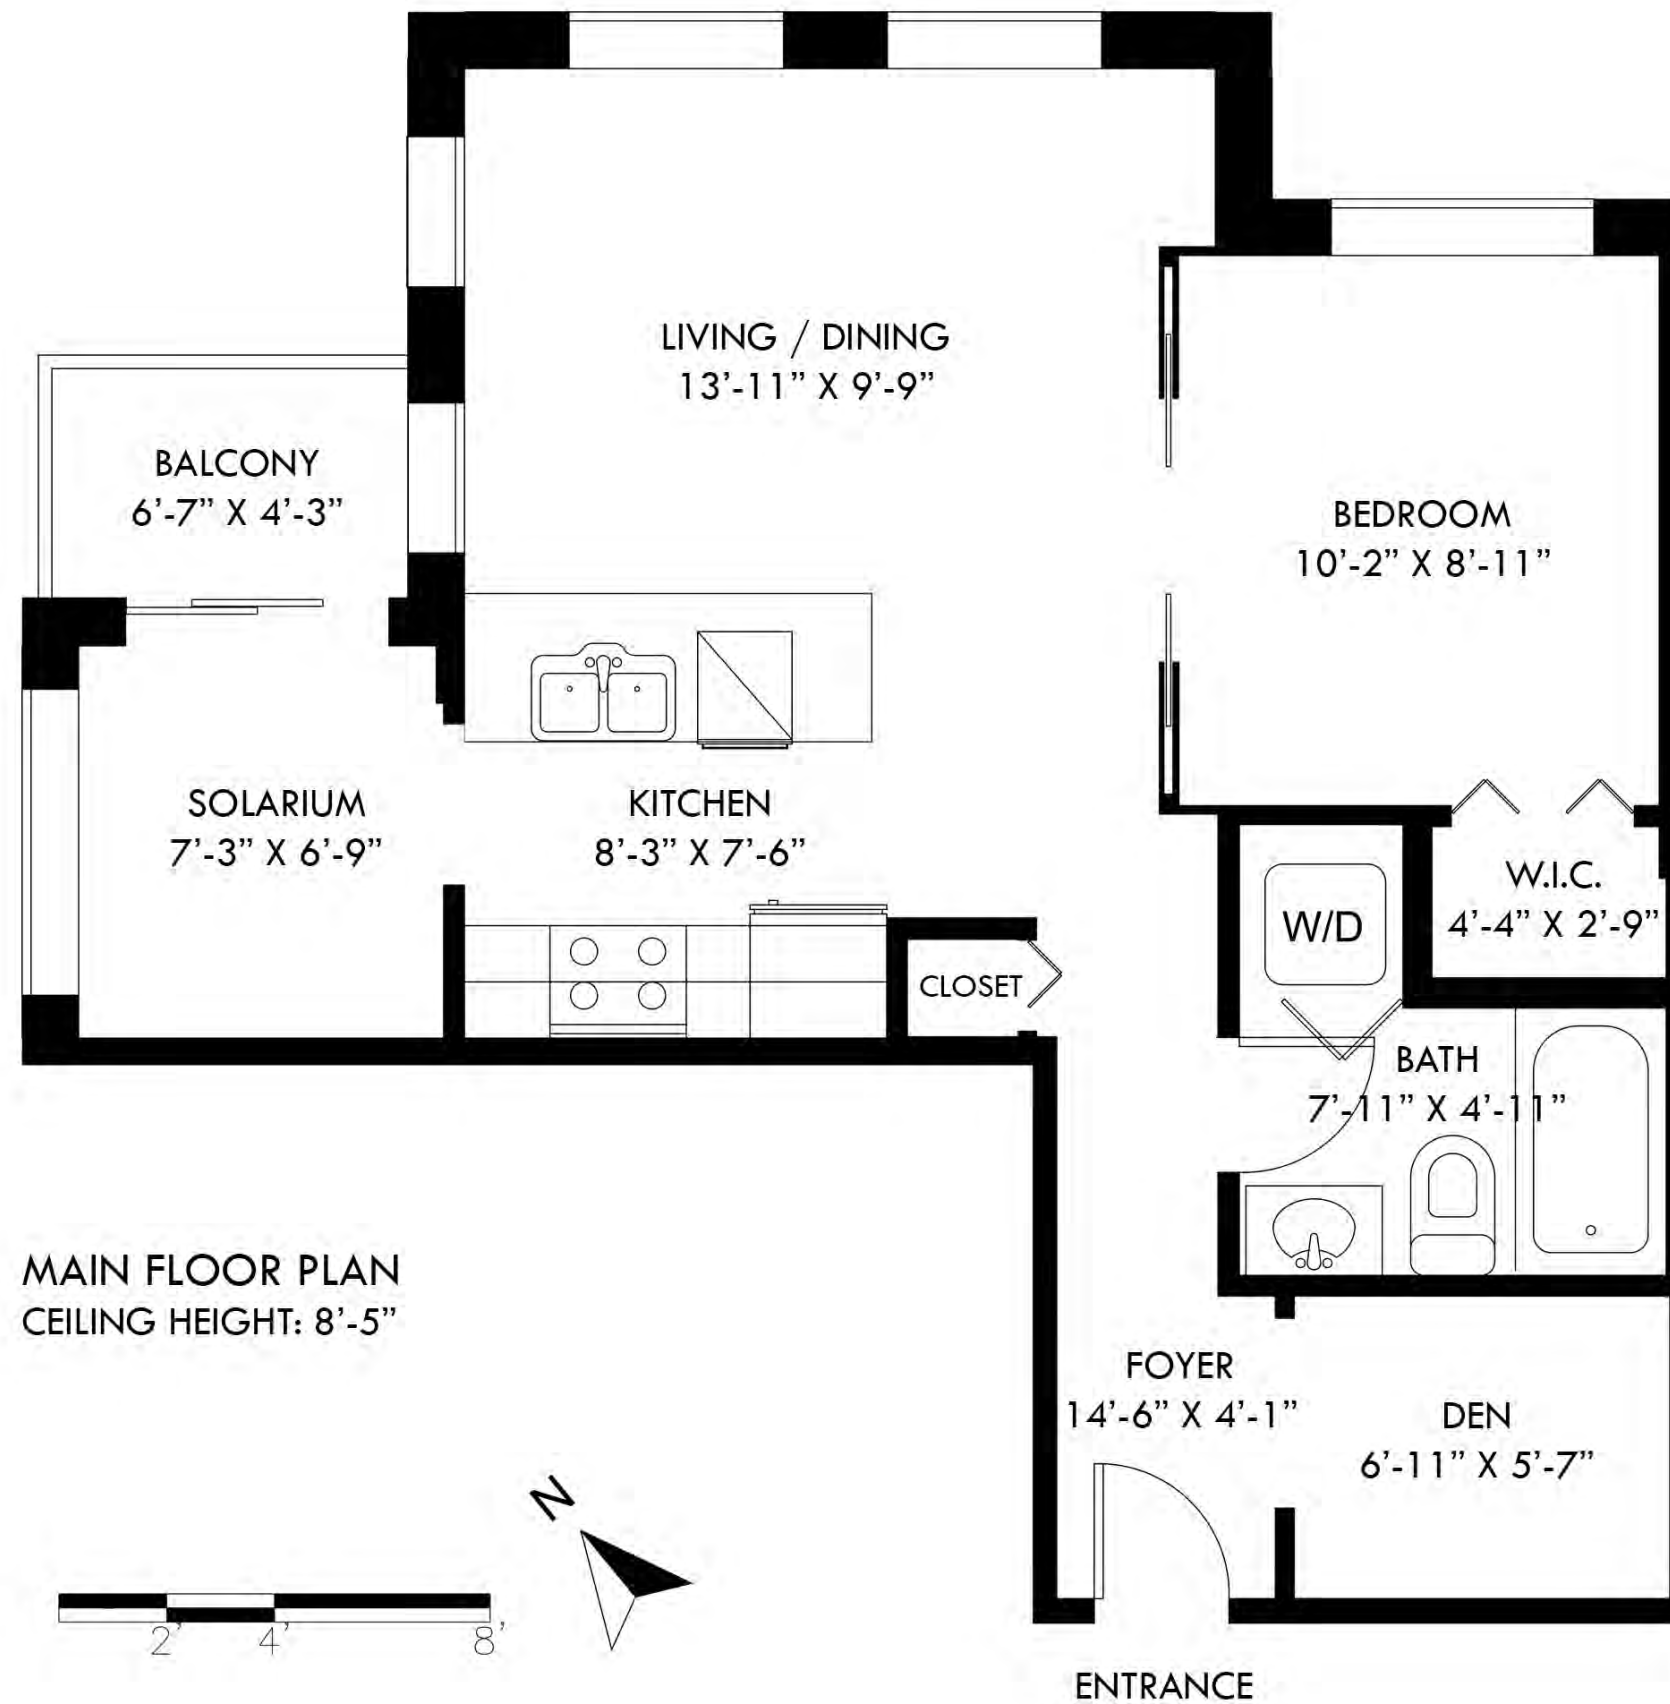 LIVING / DINING
13’-11” X 9’-9”
BALCONY
6’-7” X 4’-3”
BEDROOM
10’-2” X 8’-11”
SOLARIUM
7’-3” X 6’-9”
KITCHEN
8’-3” X 7’-6”
W.I.C.
4’-4” X 2’-9”
W/D
CLOSET
BATH
7’-11” X 4’-11”
MAIN FLOOR PLAN
CEILING HEIGHT: 8’-5”
FOYER
14’-6” X 4’-1”
DEN
6’-11” X 5’-7”
N
2' 4' 8'
ENTRANCE